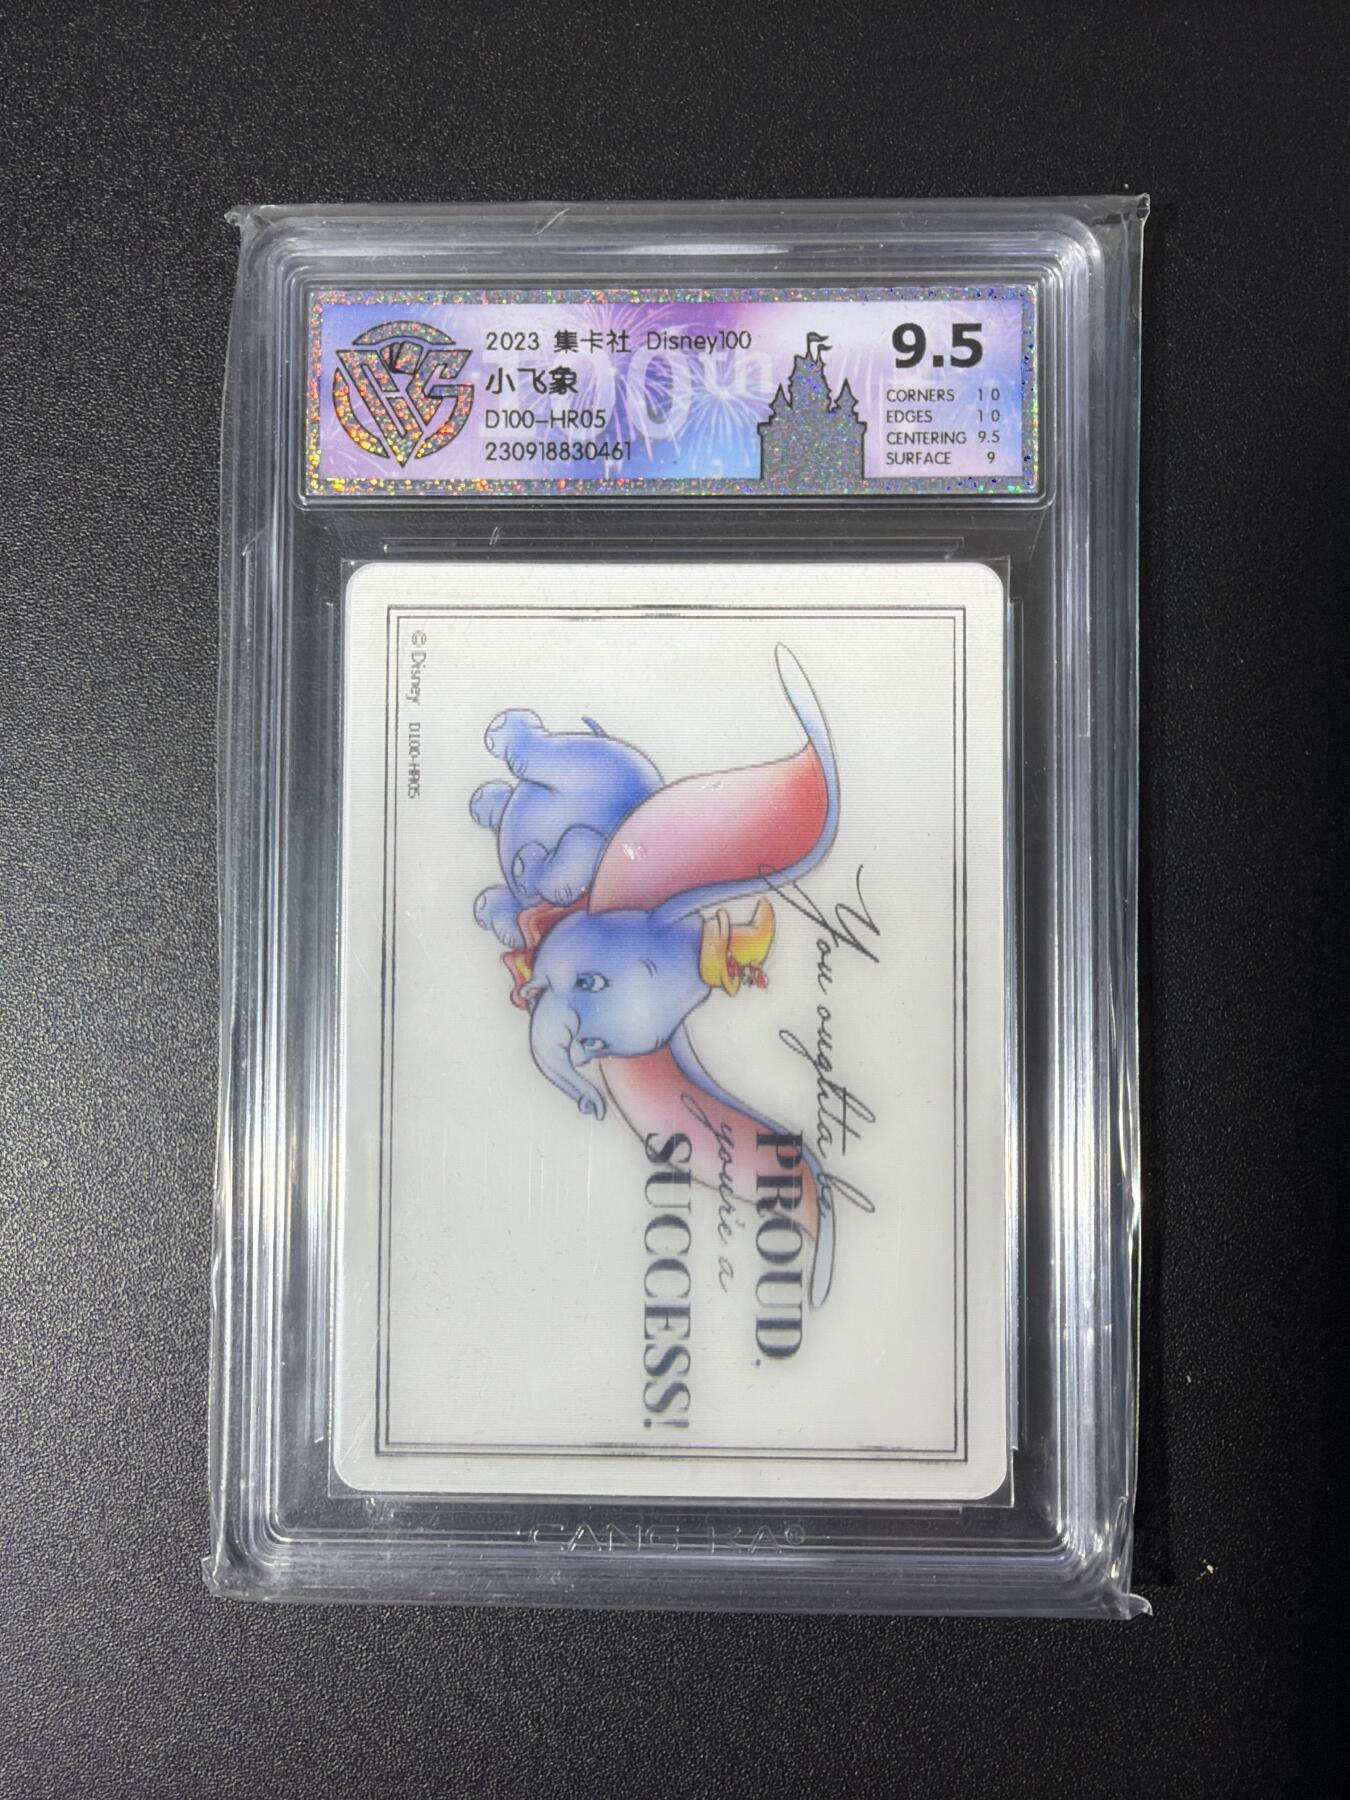 2023 集卡社 Disney100
小飞象
D100-HR05
230918830461
100th
9.5
CORNERS 10
EDGES 10
CENTERING 9.5
SURFACE 9
You oughta be
PROUD,
you're a
SUCCESS!
© Disney D100-HR05
CANG KA®